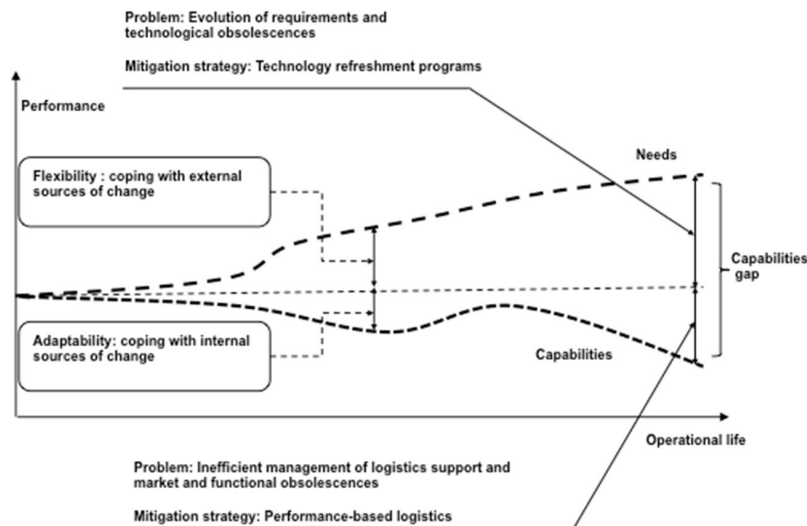 Problem: Evolution of requirements and
technological obsolescences
Mitigation strategy: Technology refreshment programs
Performance
Needs
Flexibility : coping with external
sources of change
Capabilities
gap
Adaptability: coping with internal
sources of change
Capabilities
Operational life
Problem: Inefficient management of logistics support and
market and functional obsolescences
Mitigation strategy: Performance-based logistics